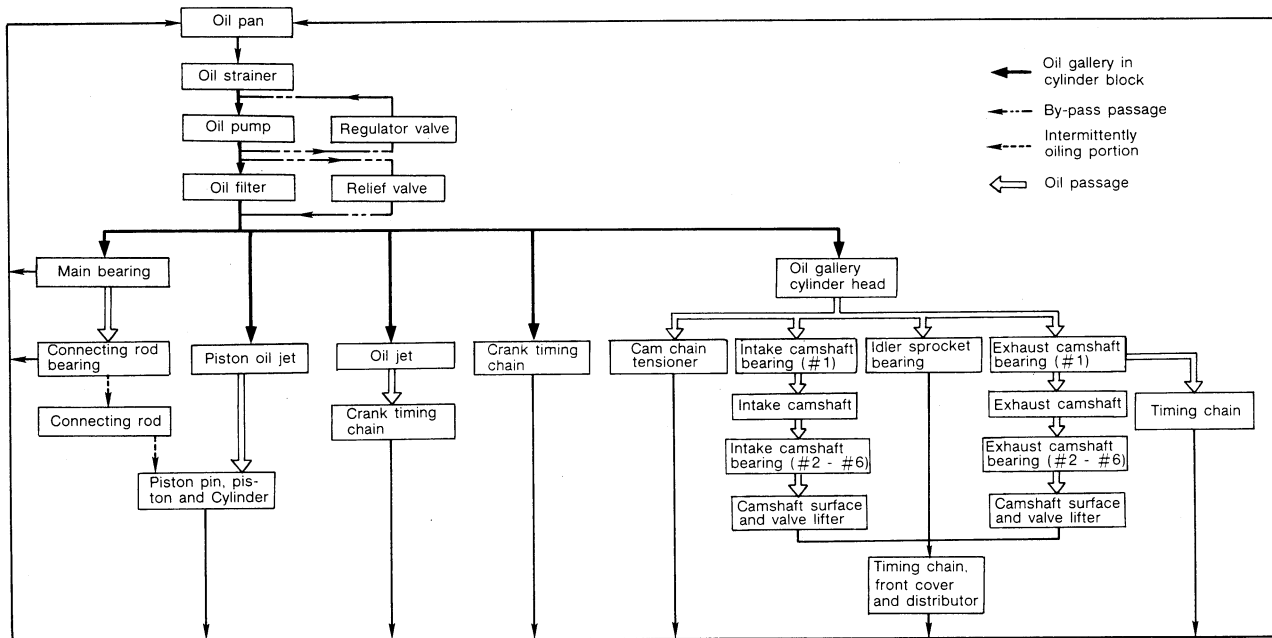 Oil pan
Oil strainer
Oil pump
Regulator valve
Oil filter
Relief valve
Oil gallery in
cylinder block
By-pass passage
Intermittently
oiling portion
Oil passage
Main bearing
Oil gallery
cylinder head
Connecting rod
bearing
Piston oil jet
Oil jet
Crank timing
chain
Cam chain
tensioner
Intake camshaft
bearing (#1)
Idler sprocket
bearing
Exhaust camshaft
bearing (#1)
Connecting rod
Crank timing
chain
Intake camshaft
Exhaust camshaft
Timing chain
Intake camshaft
bearing (#2 - #6)
Exhaust camshaft
bearing (#2 - #6)
Piston pin, pis-
ton and Cylinder
Camshaft surface
and valve lifter
Camshaft surface
and valve lifter
Timing chain,
front cover
and distributor